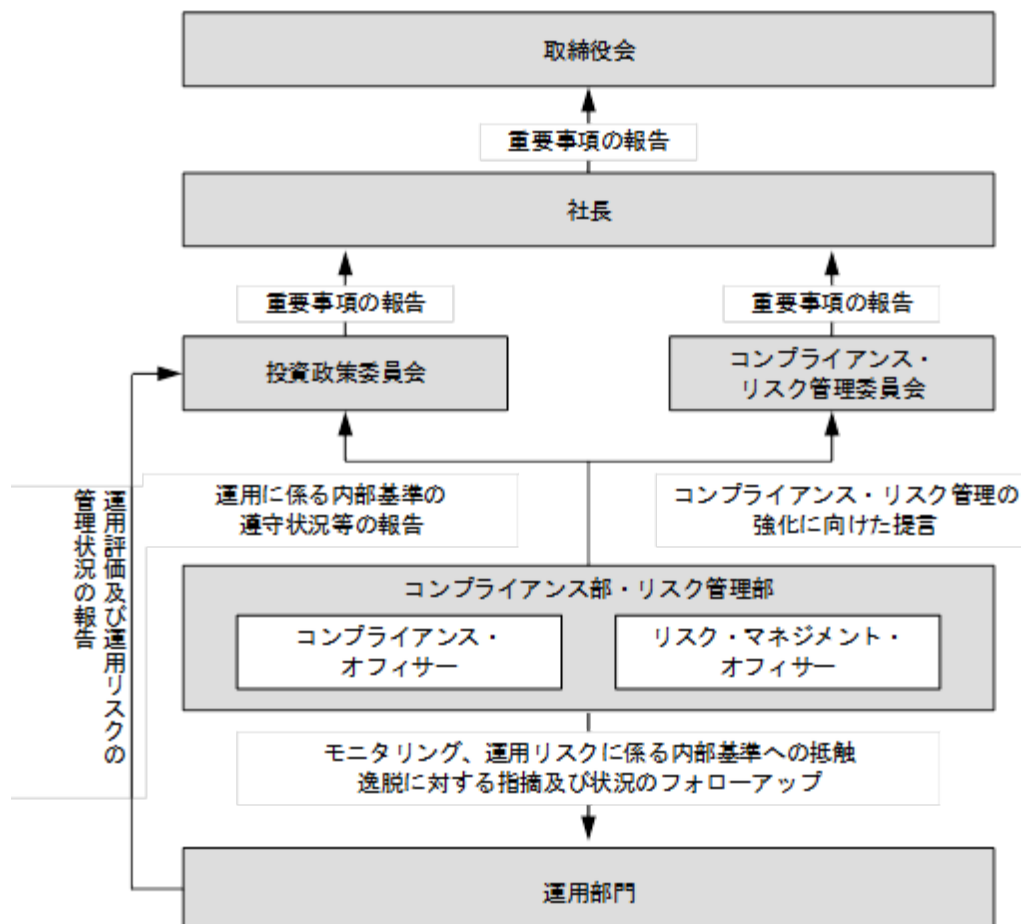 取締役会
重要事項の報告
社長
重要事項の報告
重要事項の報告
投資政策委員会
コンプライアンス・
リスク管理委員会
運用に係る内部基準の
遵守状況等の報告
コンプライアンス・リスク管理の
強化に向けた提言
運用評価及び運用リスクの
管理状況の報告
コンプライアンス部・リスク管理部
コンプライアンス・
オフィサー
リスク・マネジメント・
オフィサー
モニタリング、運用リスクに係る内部基準への抵触
逸脱に対する指摘及び状況のフォローアップ
運用部門